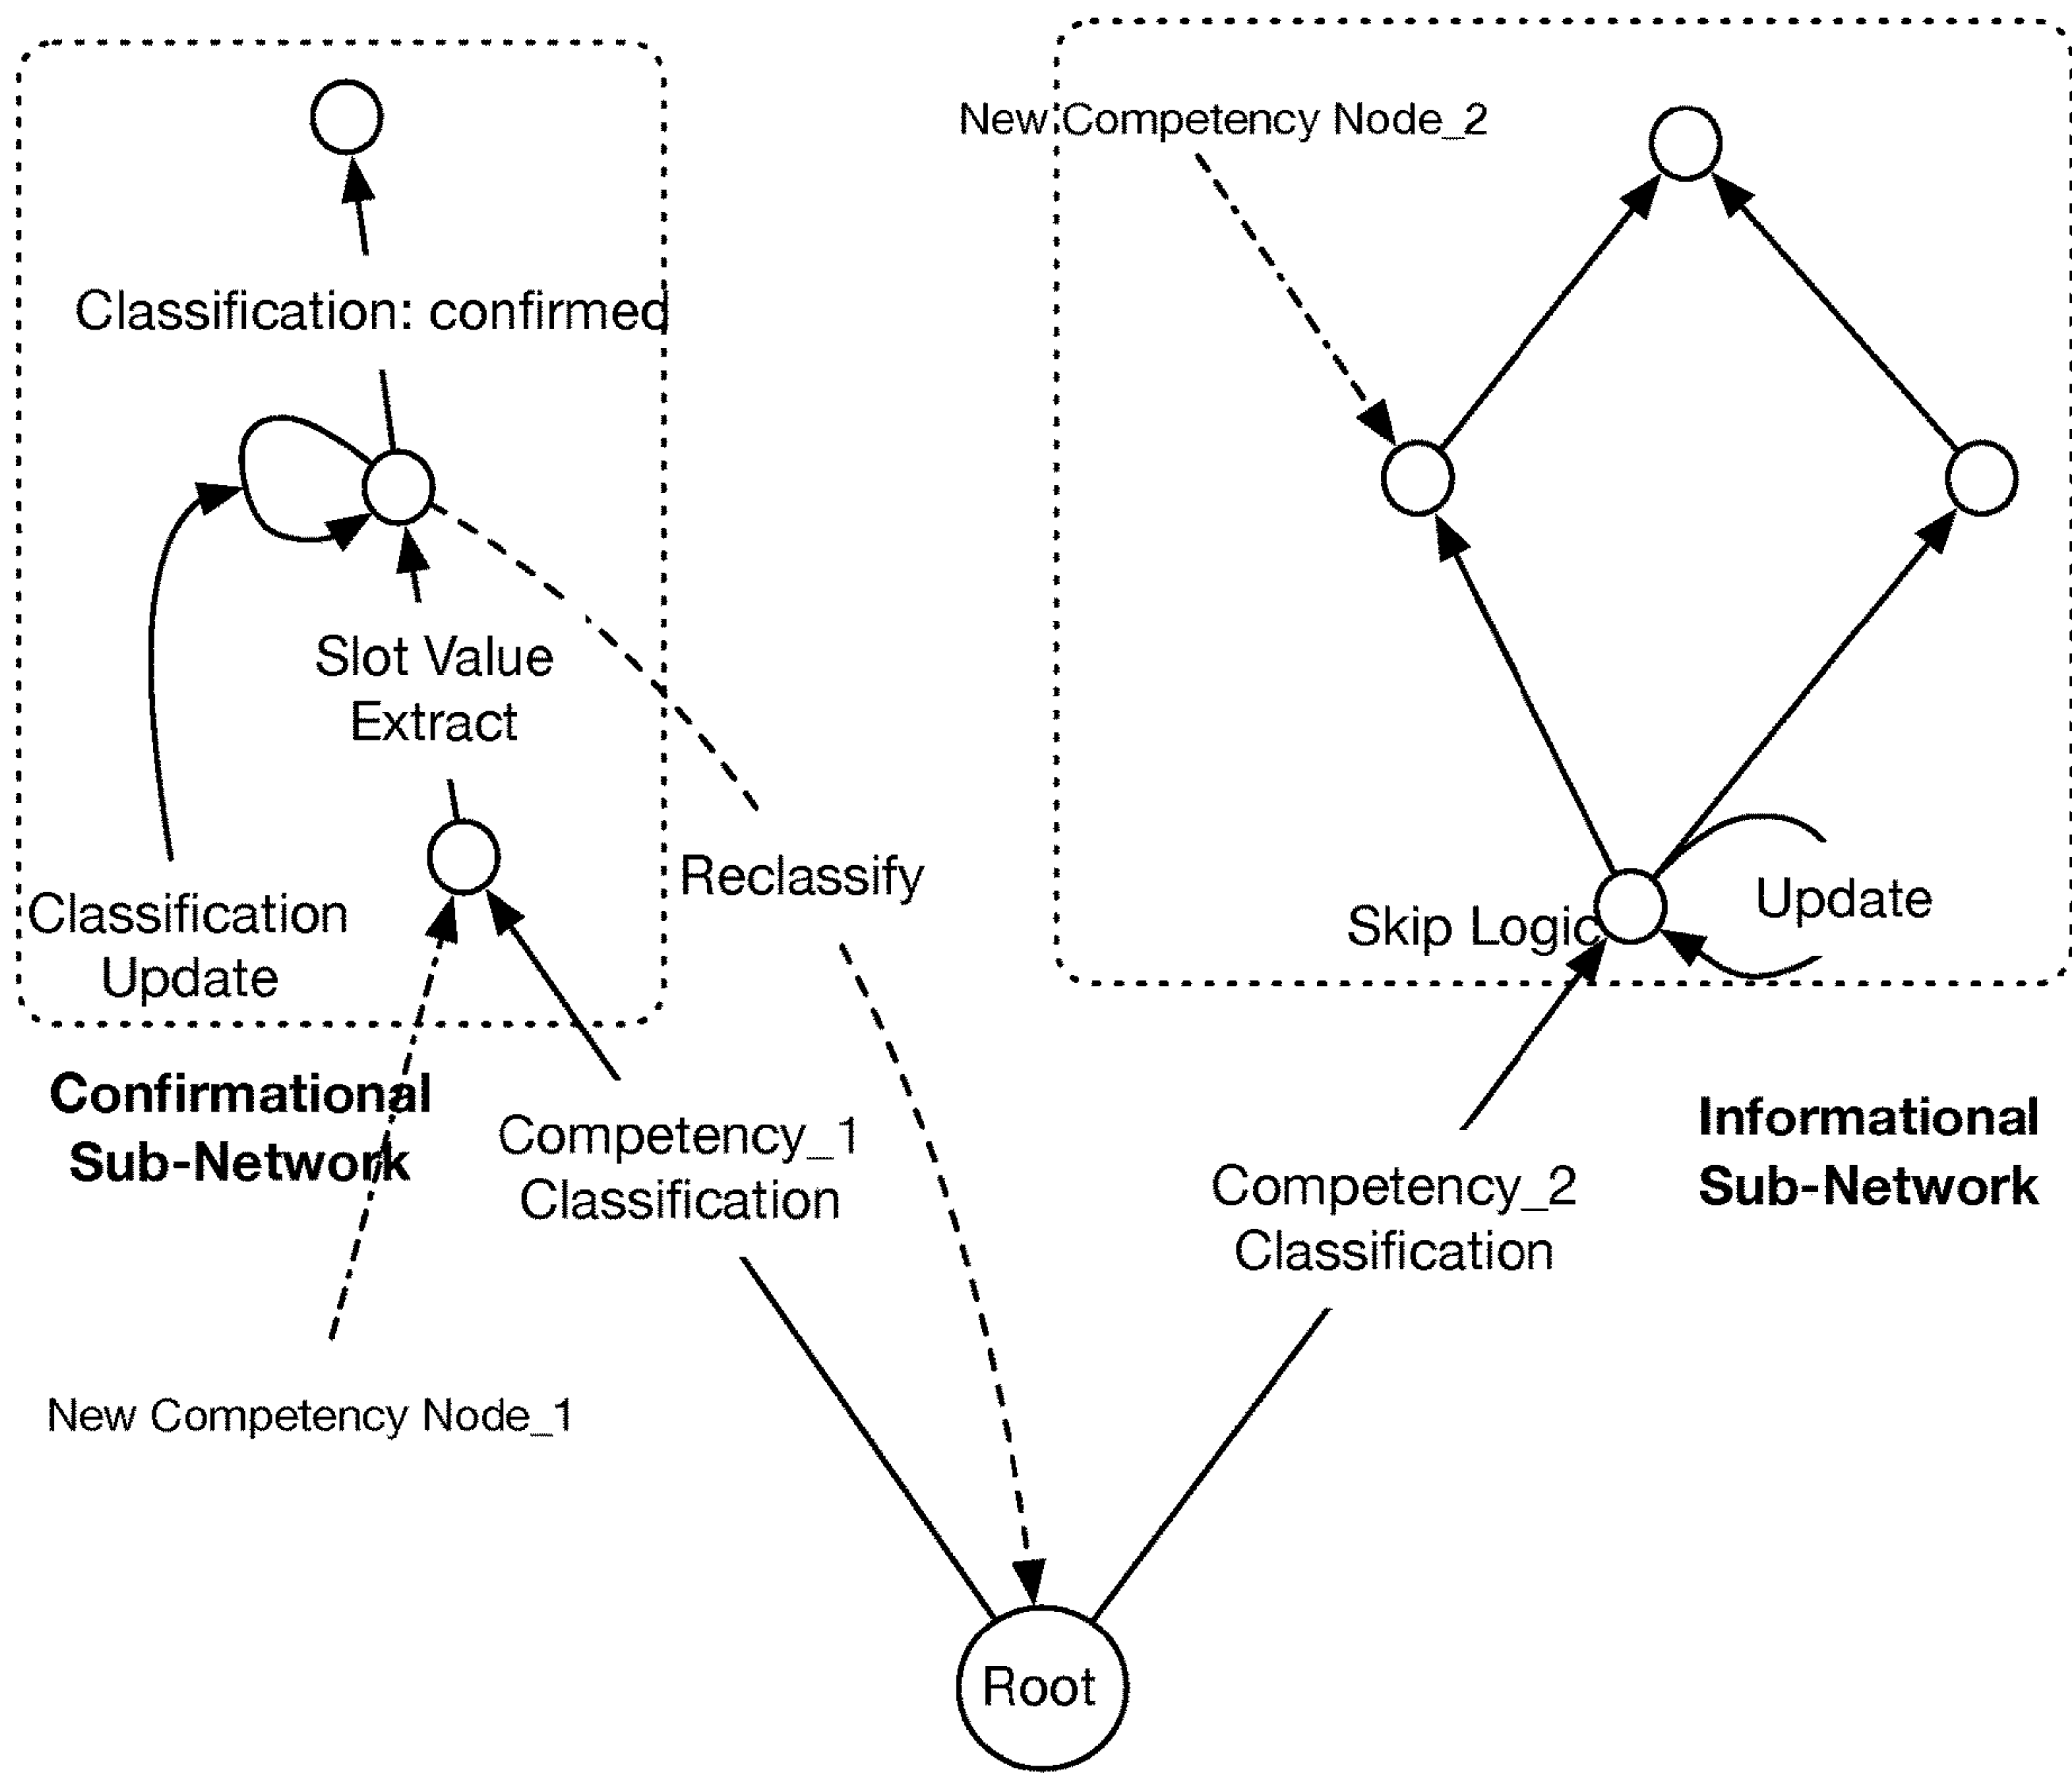 New Competency Node_2
Classification: confirmed
Slot Value
Extract
Reclassify
Classification
Update
Skip Logic
Update
Confirmational
Sub-Network
Competency_1
Classification
Competency_2
Classification
Informational
Sub-Network
New Competency Node_1
Root